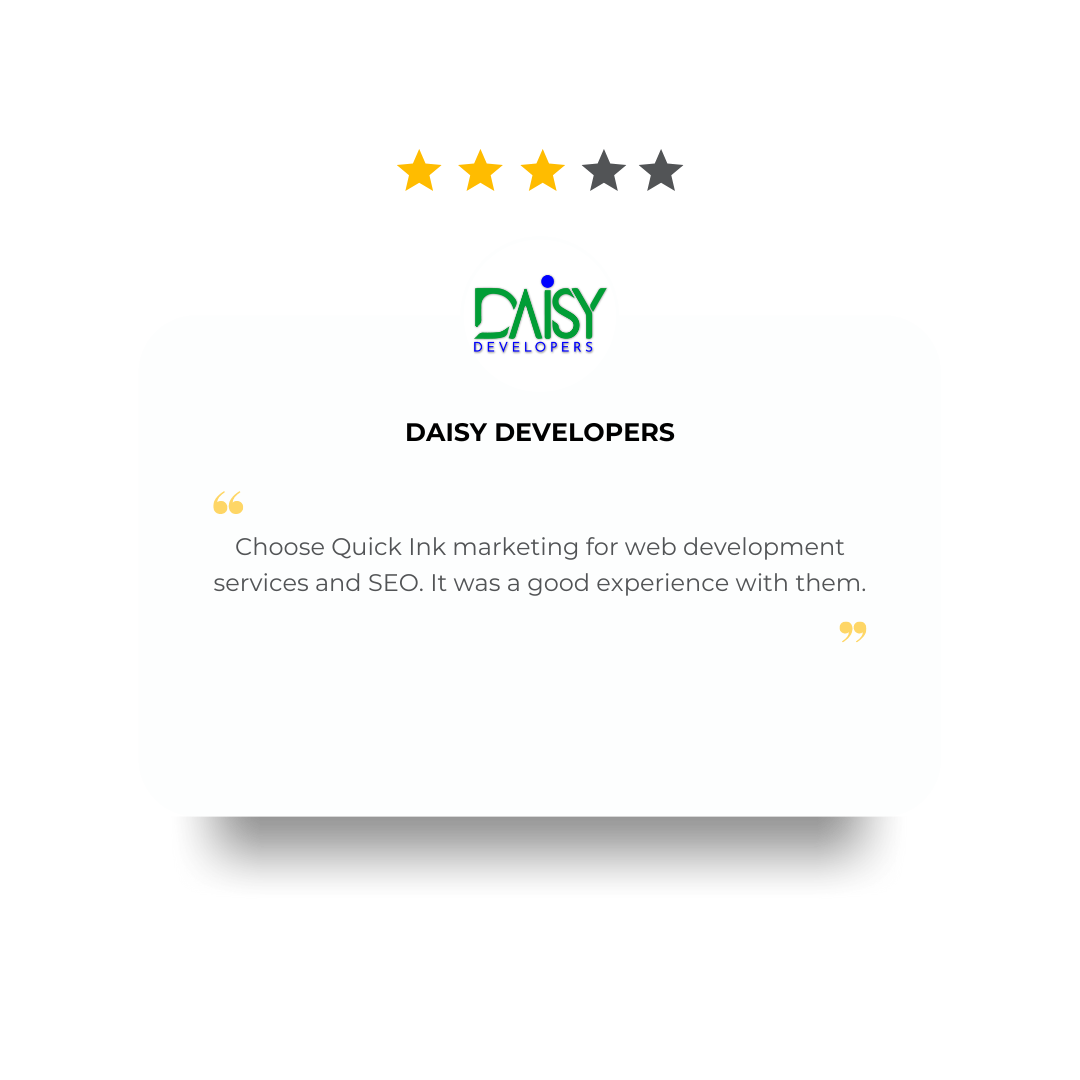 DAISY
DEVELOPERS
DAISY DEVELOPERS
“
Choose Quick Ink marketing for web development
services and SEO. It was a good experience with them.
”